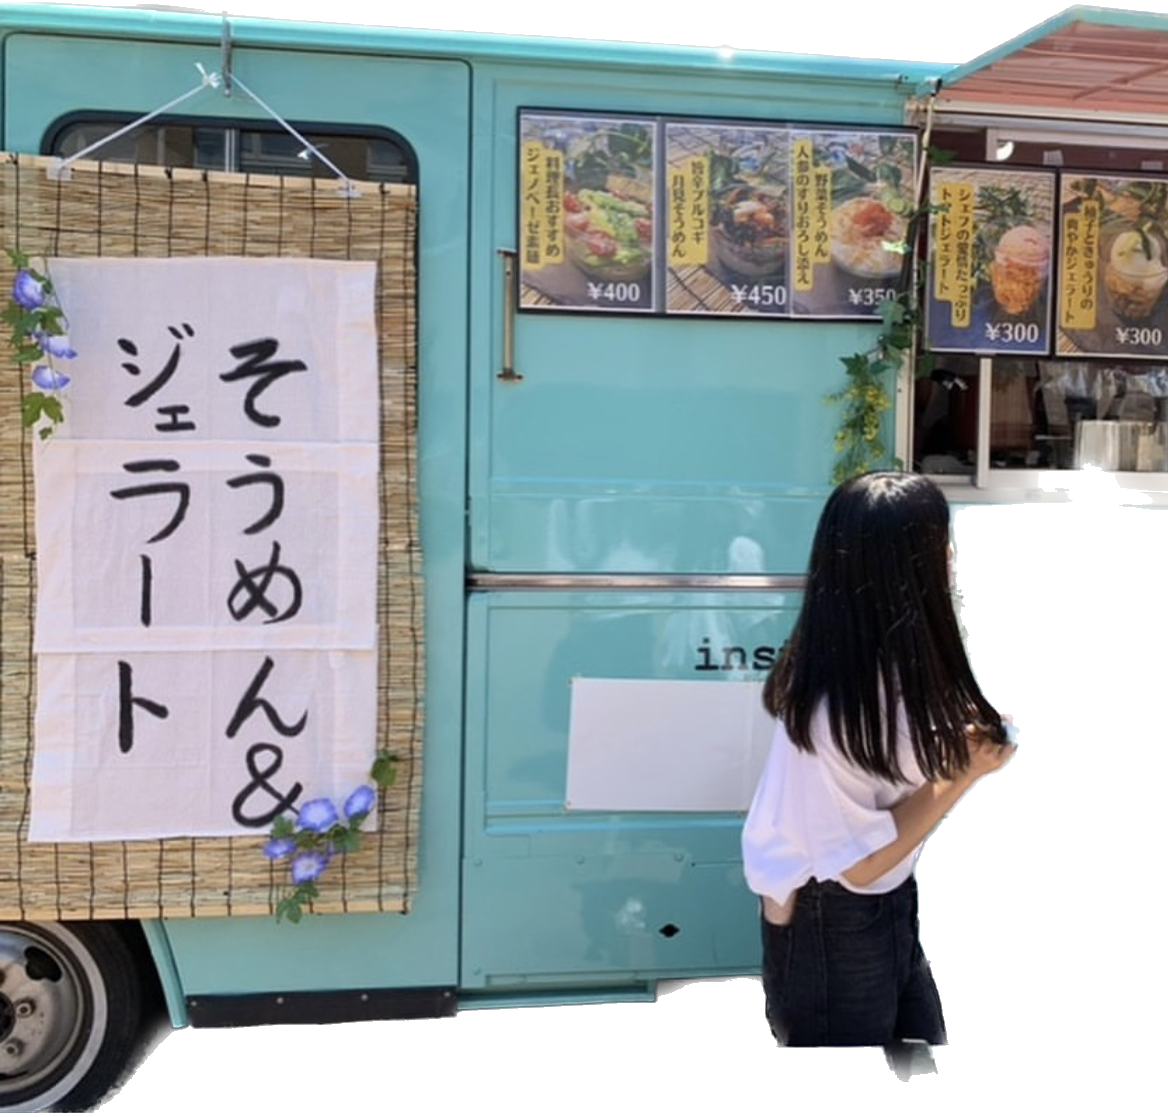 そうめん&
ジェラート
料理長おすすめ
ジェノベーゼ素麺
¥400
旨辛プルコギ
月見そうめん
¥450
野菜そうめん
人参のすりおろし添え
¥350
シェフの愛情たっぷり
トマトジェラート
¥300
柚子ときゅうりの
爽やかジェラート
¥300
ins